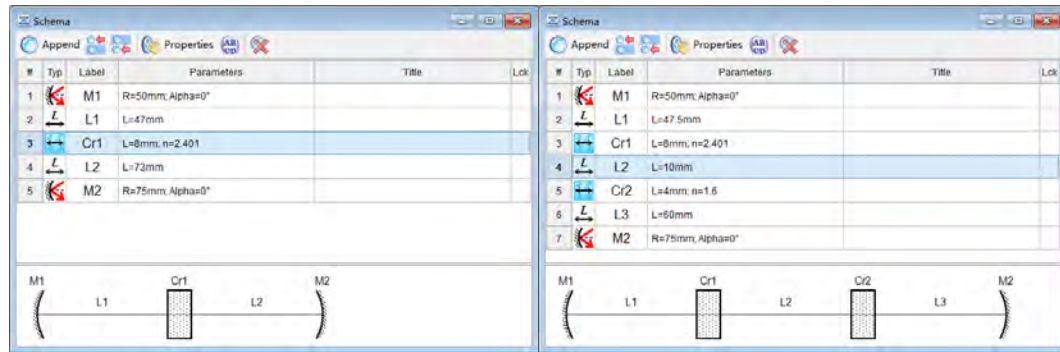 Schema
Append Properties AB CD
# Typ Label Parameters Title Lck
1 M1 R=50mm; Alpha=0°
2 L L1 L=47mm
3 Cr1 L=8mm; n=2.401
4 L L2 L=73mm
5 M2 R=75mm; Alpha=0°
M1 Cr1 M2
L1 L2
Schema
Append Properties AB CD
# Typ Label Parameters Title Lck
1 M1 R=50mm; Alpha=0°
2 L L1 L=47.5mm
3 Cr1 L=8mm; n=2.401
4 L L2 L=10mm
5 Cr2 L=4mm; n=1.6
6 L L3 L=60mm
7 M2 R=75mm; Alpha=0°
M1 Cr1 Cr2 M2
L1 L2 L3